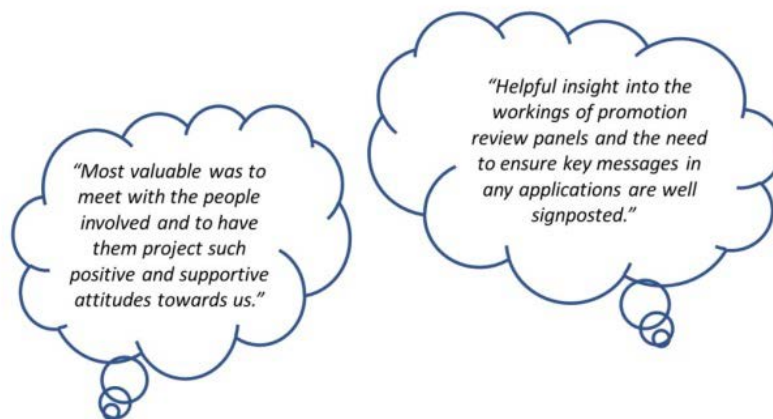 “Most valuable was to
meet with the people
involved and to have
them project such
positive and supportive
attitudes towards us.”
“Helpful insight into the
workings of promotion
review panels and the need
to ensure key messages in
any applications are well
signposted.”